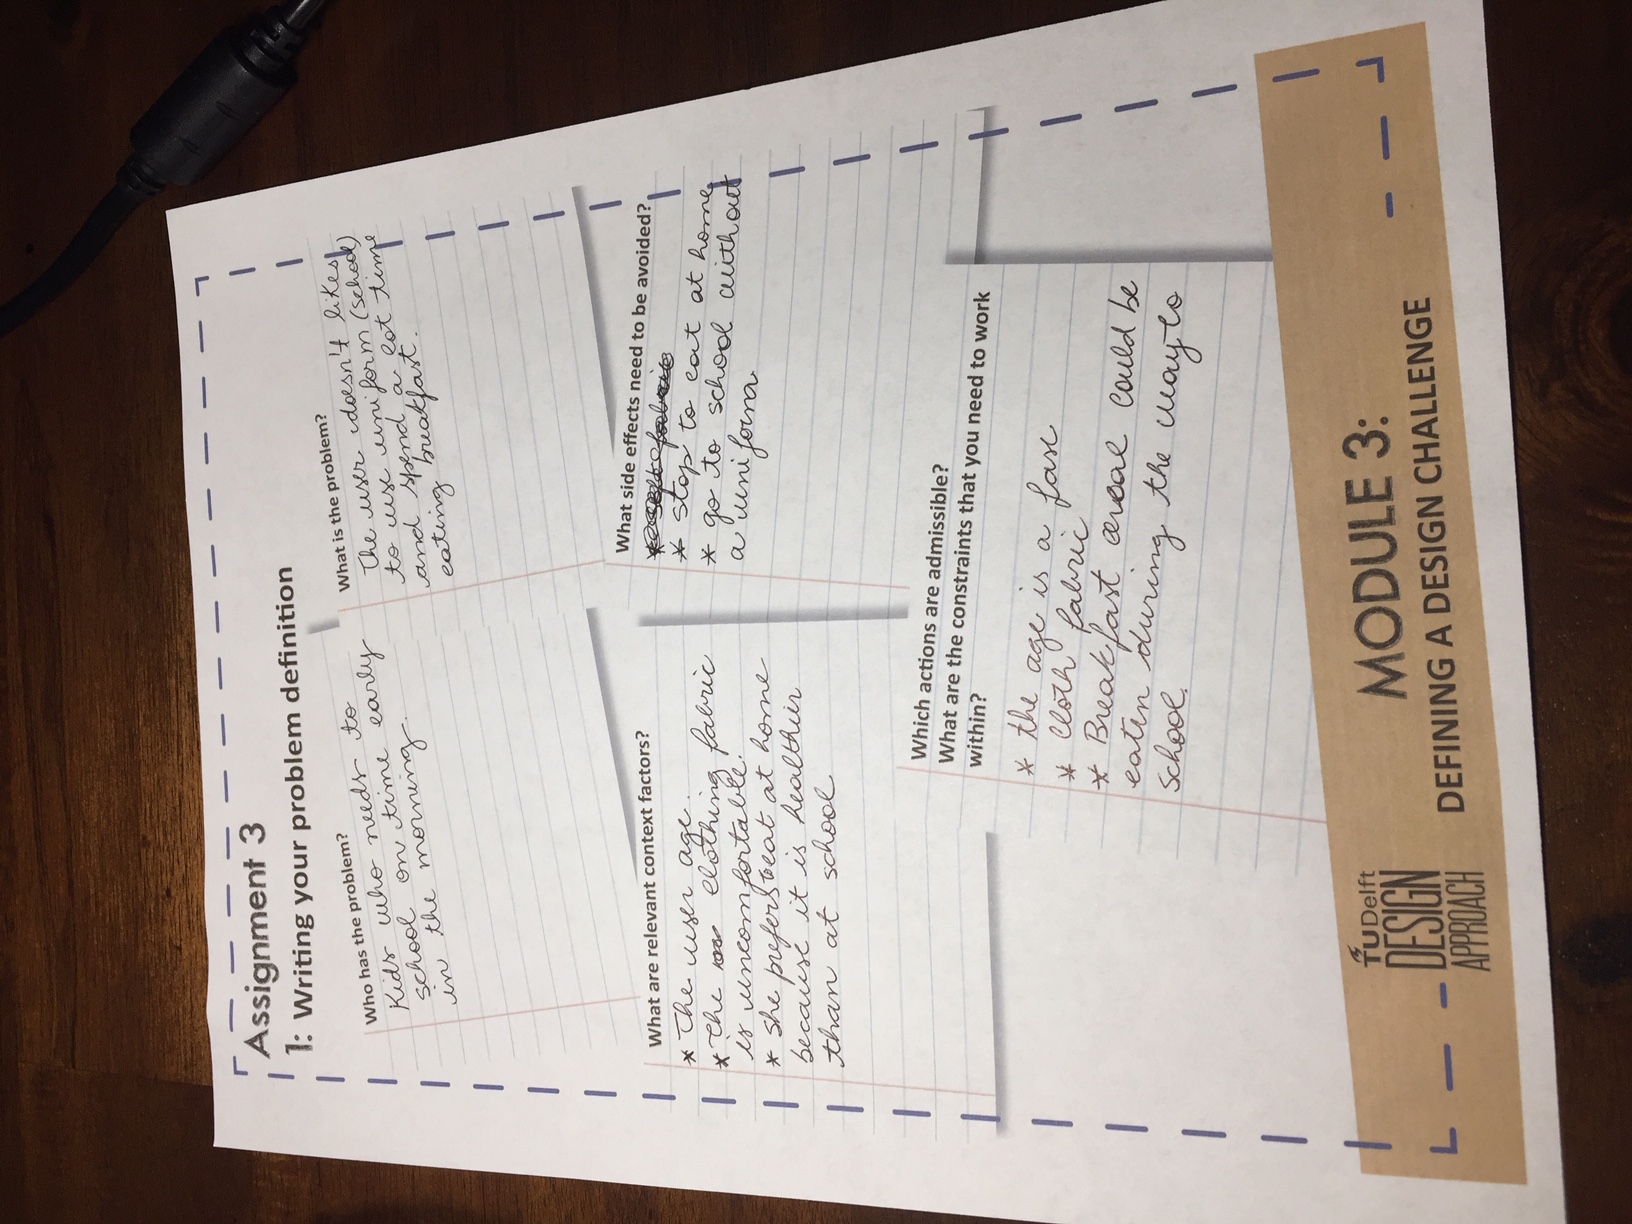 Assignment 3
1: Writing your problem definition
Who has the problem?
Kids who needs to
school on time early
in the morning.
What is the problem?
The user doesn't likes
to use uniform (school)
and spend a lot time
eating breakfast.
What are relevant context factors?
* The user age.
* The clothing fabric
is uncomfortable.
* She prefers eat at home
because it is healthier
than at school
What side effects need to be avoided?
* soft fabric
* stop to eat at home
* go to school without
a uniform
Which actions are admissible?
What are the constraints that you need to work
within?
* the age is a fase
* Cloth fabric
* Breakfast cereal could be
eaten during the way to
school.
TU Delft
DESIGN
APPROACH
MODULE 3:
DEFINING A DESIGN CHALLENGE